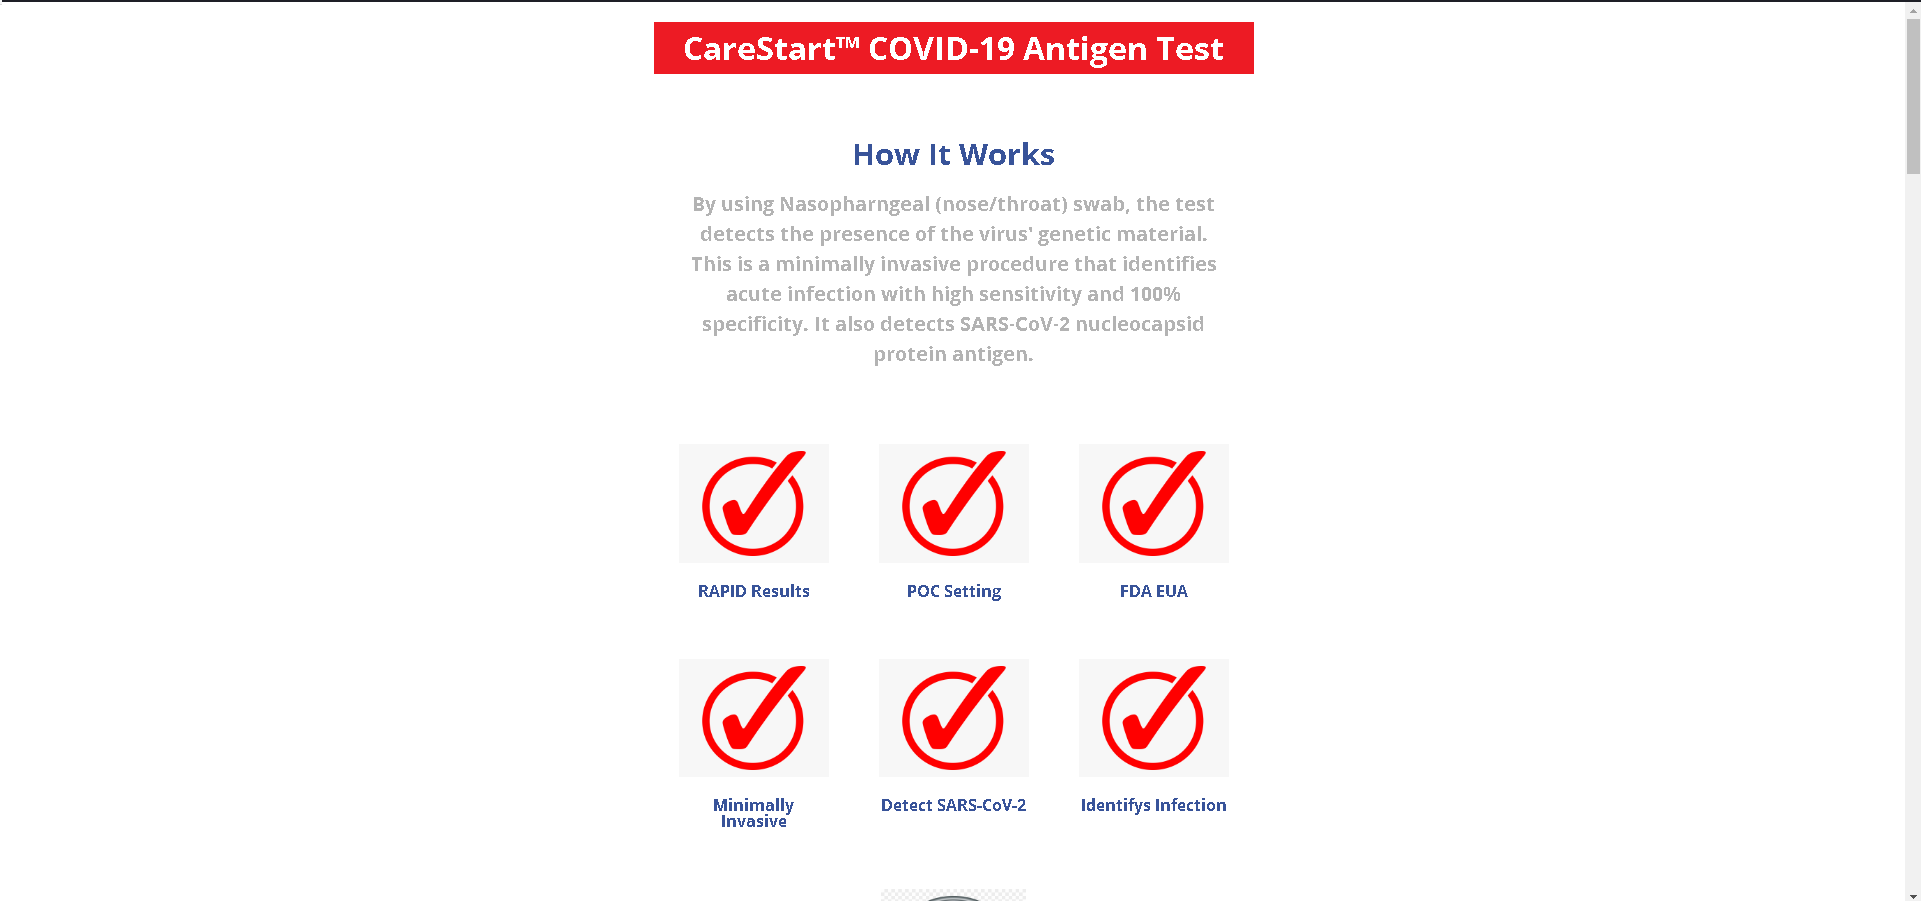 CareStart™ COVID-19 Antigen Test
How It Works
By using Nasopharngeal (nose/throat) swab, the test
detects the presence of the virus' genetic material.
This is a minimally invasive procedure that identifies
acute infection with high sensitivity and 100%
specificity. It also detects SARS-CoV-2 nucleocapsid
protein antigen.
RAPID Results
POC Setting
FDA EUA
Minimally
Invasive
Detect SARS-CoV-2
Identifys Infection